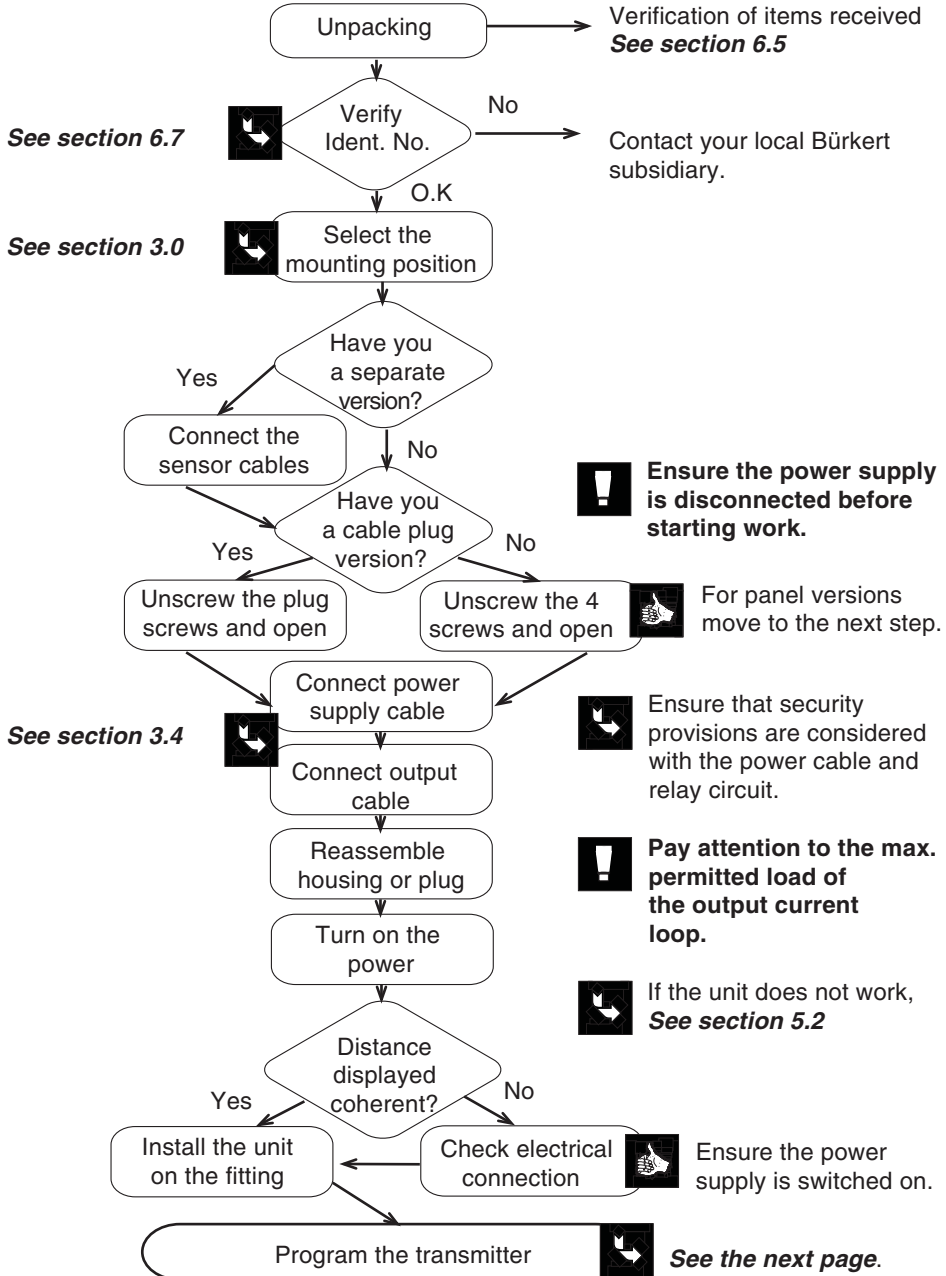 Unpacking
Verification of items received
See section 6.5
Verify
Ident. No.
No
See section 6.7
Contact your local Bürkert
subsidiary.
O.K
See section 3.0
Select the
mounting position
Have you
a separate
version?
Yes
Connect the
sensor cables
No
Ensure the power supply
is disconnected before
starting work.
Have you
a cable plug
version?
Yes
No
Unscrew the plug
screws and open
Unscrew the 4
screws and open
For panel versions
move to the next step.
Connect power
supply cable
See section 3.4
Ensure that security
provisions are considered
with the power cable and
relay circuit.
Connect output
cable
Reassemble
housing or plug
Pay attention to the max.
permitted load of
the output current
loop.
Turn on the
power
If the unit does not work,
See section 5.2
Distance
displayed
coherent?
Yes
No
Install the unit
on the fitting
Check electrical
connection
Ensure the power
supply is switched on.
Program the transmitter
See the next page.